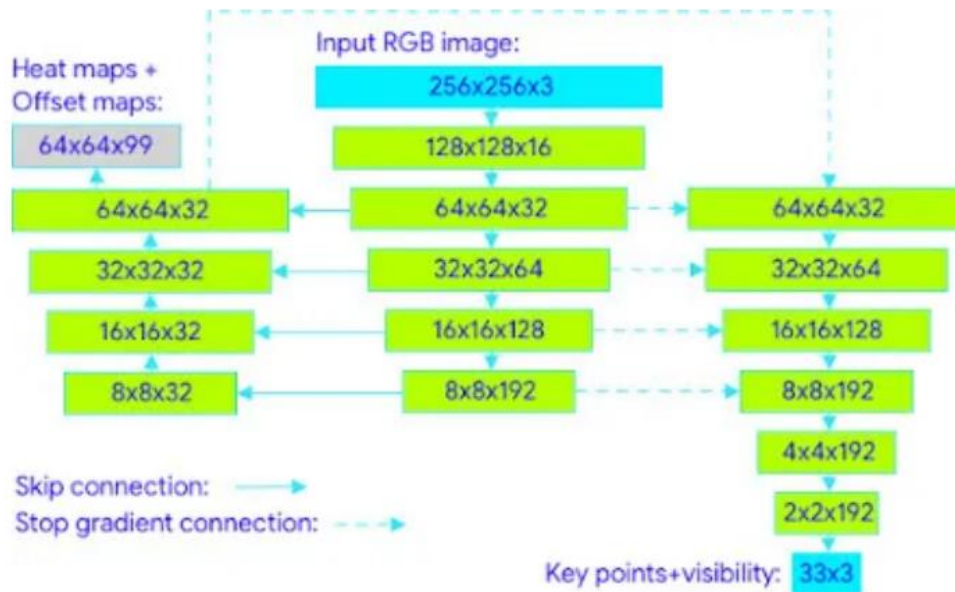 Input RGB image:
Heat maps +
Offset maps:
256x256x3
64x64x99
128x128x16
64x64x32
64x64x32
64x64x32
32x32x32
32x32x64
32x32x64
16x16x32
16x16x128
16x16x128
8x8x32
8x8x192
8x8x192
4x4x192
Skip connection:
2x2x192
Stop gradient connection:
Key points+visibility: 33x3